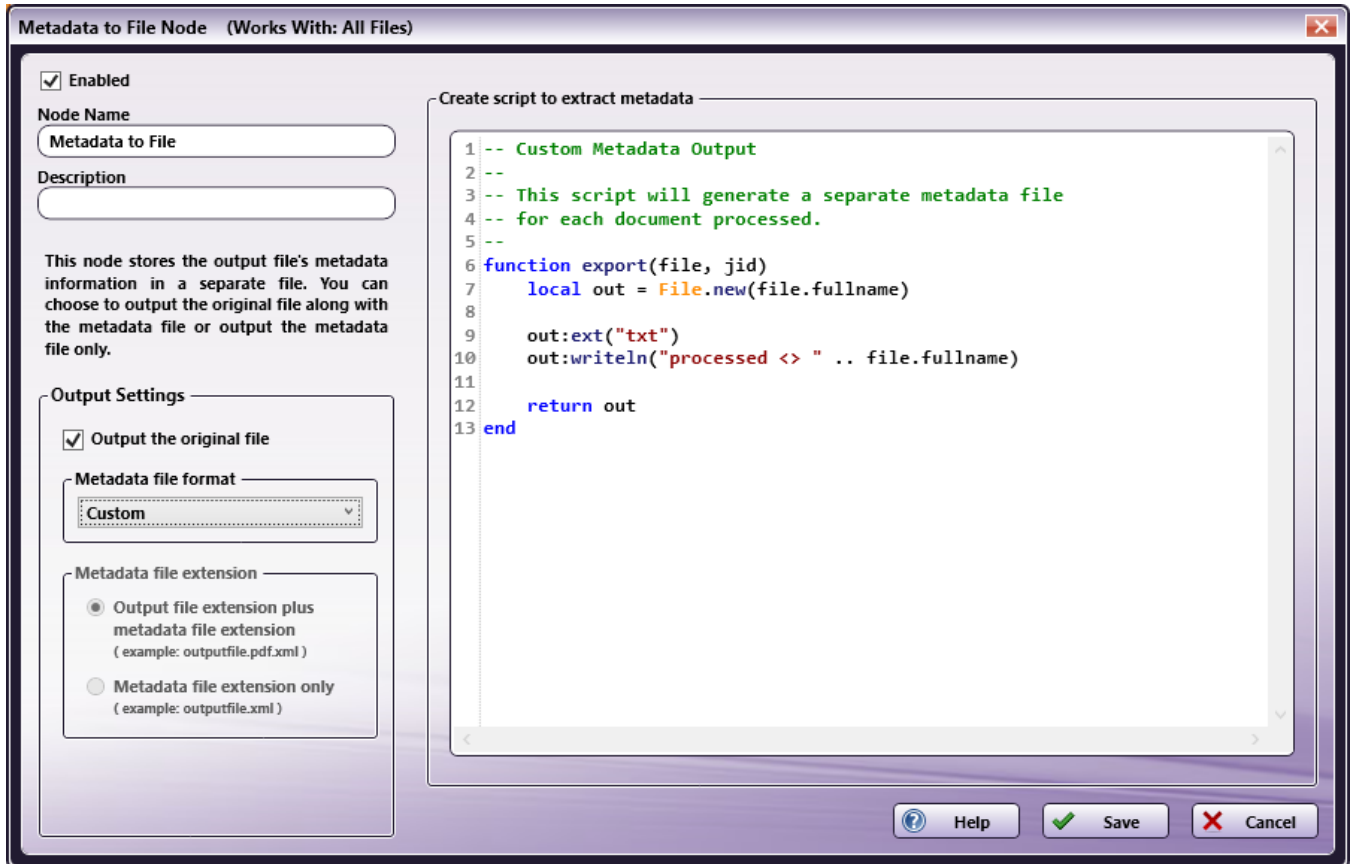 Metadata to File Node (Works With: All Files)
Enabled
Node Name
Metadata to File
Description
This node stores the output file's metadata
information in a separate file. You can
choose to output the original file along with
the metadata file or output the metadata
file only.
Output Settings
Output the original file
Metadata file format
Custom
Metadata file extension
Output file extension plus
metadata file extension
( example: outputfile.pdf.xml )
Metadata file extension only
( example: outputfile.xml )
Create script to extract metadata
1 -- Custom Metadata Output
2 --
3 -- This script will generate a separate metadata file
4 -- for each document processed.
5 --
6 function export(file, jid)
7     local out = File.new(file.fullname)
8
9     out:ext("txt")
10     out:writeln("processed <> " .. file.fullname)
11
12     return out
13 end
Help
Save
Cancel